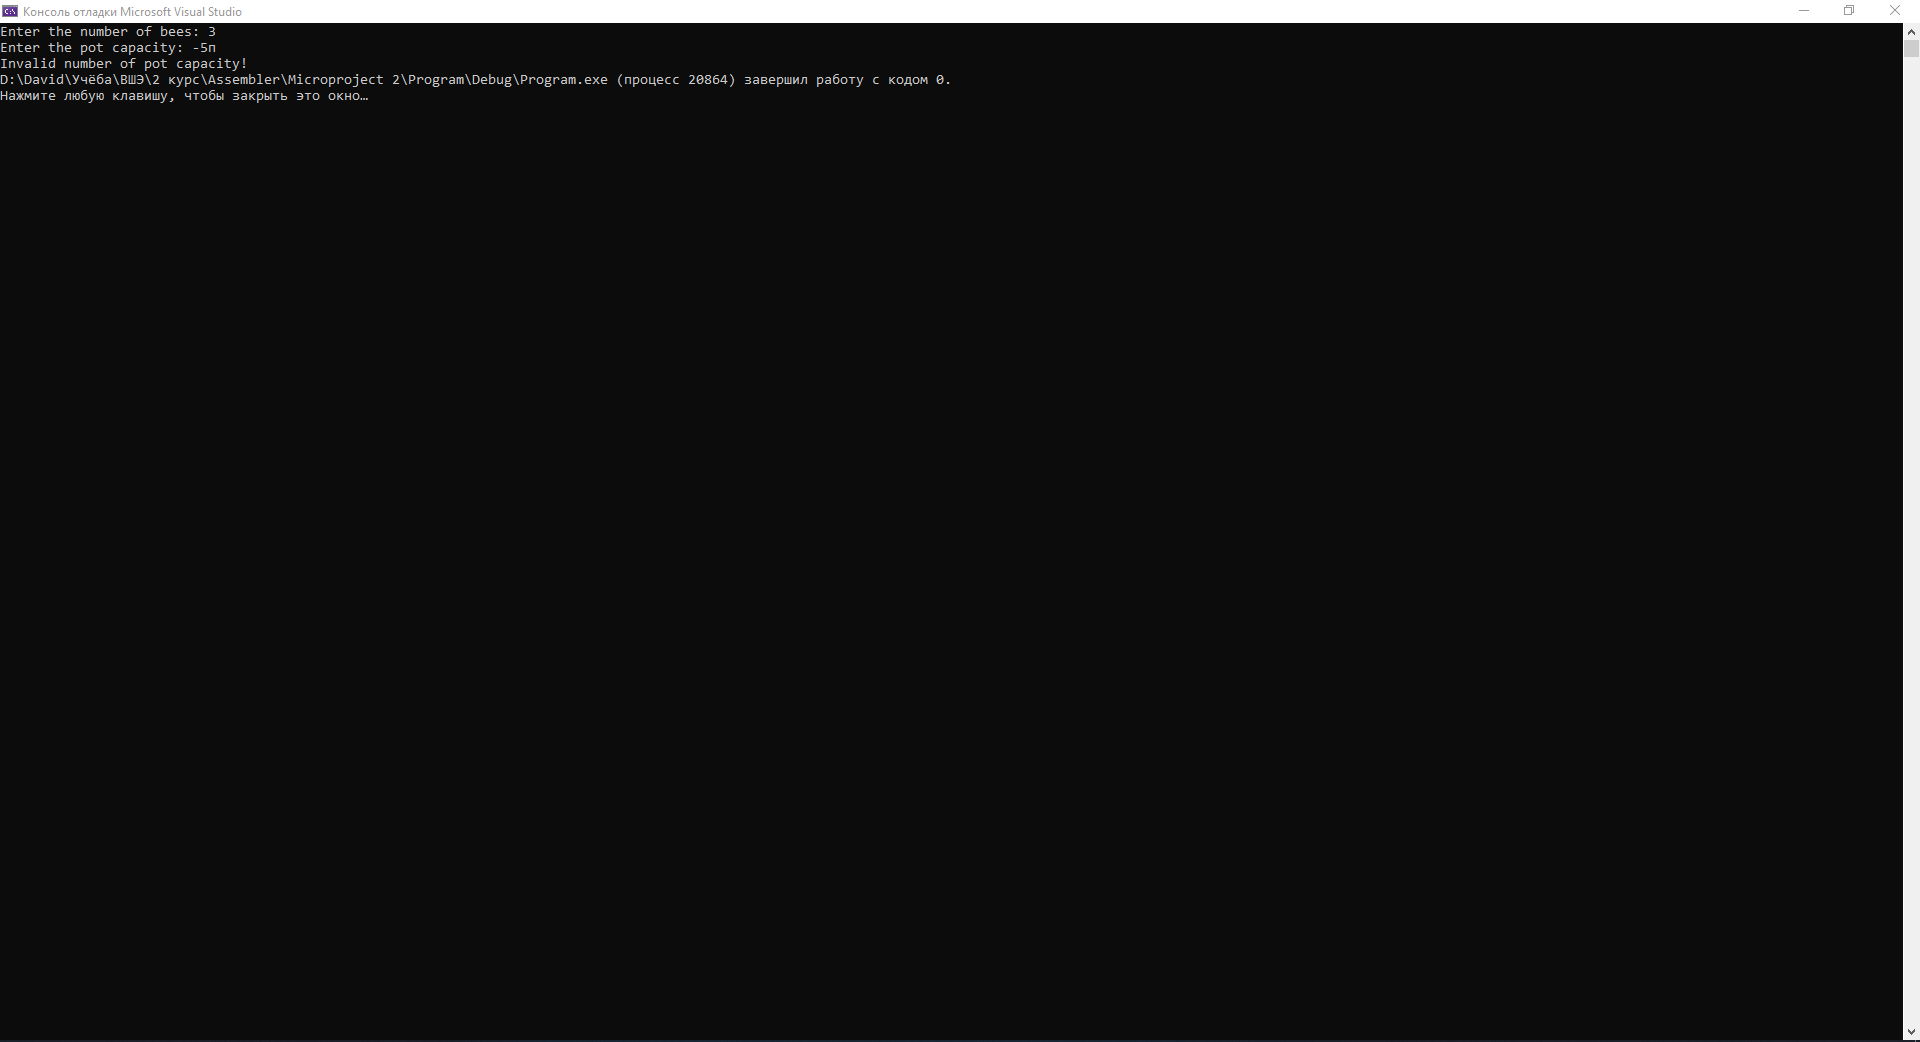 Консоль отладки Microsoft Visual Studio
Enter the number of bees: 3
Enter the pot capacity: -5п
Invalid number of pot capacity!
D:\David\Учёба\ВШЭ\2 курс\Assembler\Microproject 2\Program\Debug\Program.exe (процесс 20864) завершил работу с кодом 0.
Нажмите любую клавишу, чтобы закрыть это окно…